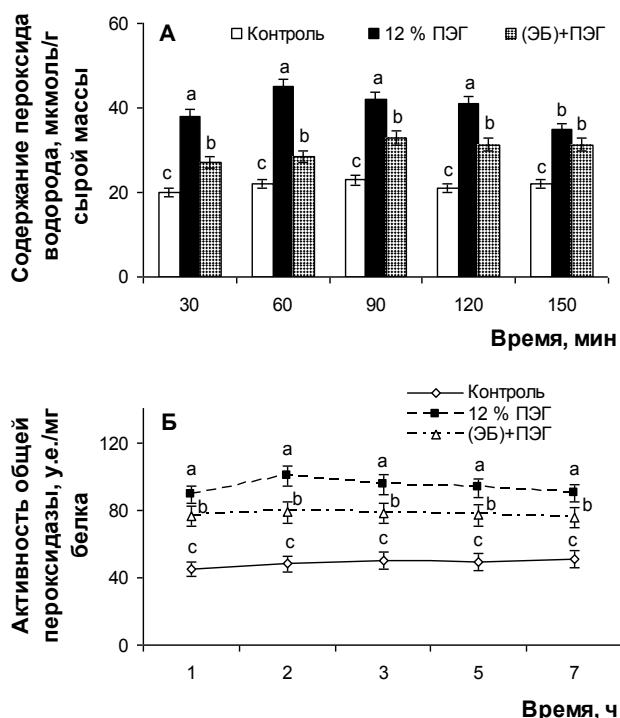 Содержание пероксида
водорода, мкмоль/г
сырой массы
А
Контроль
12 % ПЭГ
(ЭБ)+ПЭГ
60
40
20
0
a
a
a
a
b
b
b
b
b
b
c
c
c
c
c
30
60
90
120
150
Время, мин
Активность общей
пероксидазы, у.е./мг
белка
Б
Контроль
12 % ПЭГ
(ЭБ)+ПЭГ
120
80
40
0
a
a
a
a
a
b
b
b
b
b
c
c
c
c
c
1
2
3
5
7
Время, ч